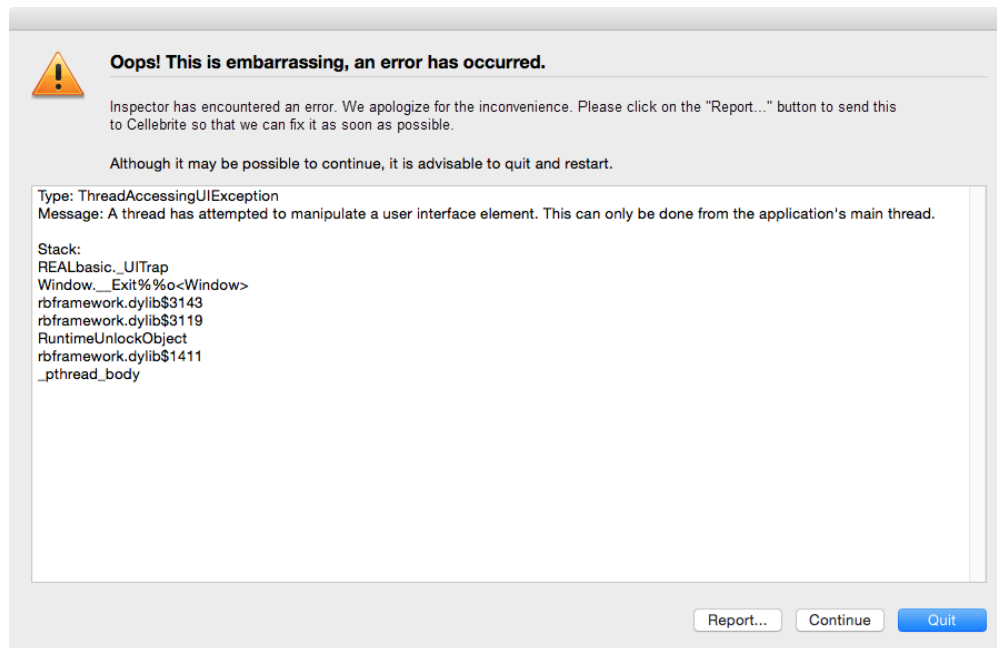 Oops! This is embarrassing, an error has occurred.
Inspector has encountered an error. We apologize for the inconvenience. Please click on the "Report..." button to send this
to Cellebrite so that we can fix it as soon as possible.
Although it may be possible to continue, it is advisable to quit and restart.
Type: ThreadAccessingUIException
Message: A thread has attempted to manipulate a user interface element. This can only be done from the application's main thread.
Stack:
REALbasic._UITrap
Window.__Exit%%o<Window>
rbframework.dylib$3143
rbframework.dylib$3119
RuntimeUnlockObject
rbframework.dylib$1411
_pthread_body
Report... Continue Quit